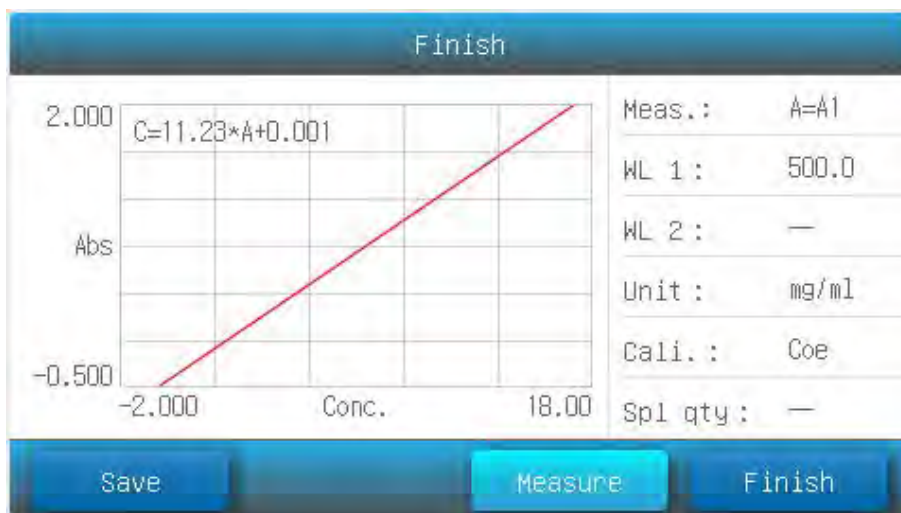 Finish
2.000
C=11.23*A+0.001
Abs
-0.500
-2.000 Conc. 18.00
Meas.: A=A1
WL 1: 500.0
WL 2: —
Unit: mg/ml
Cali.: Coe
Spl qty: —
Save Measure Finish